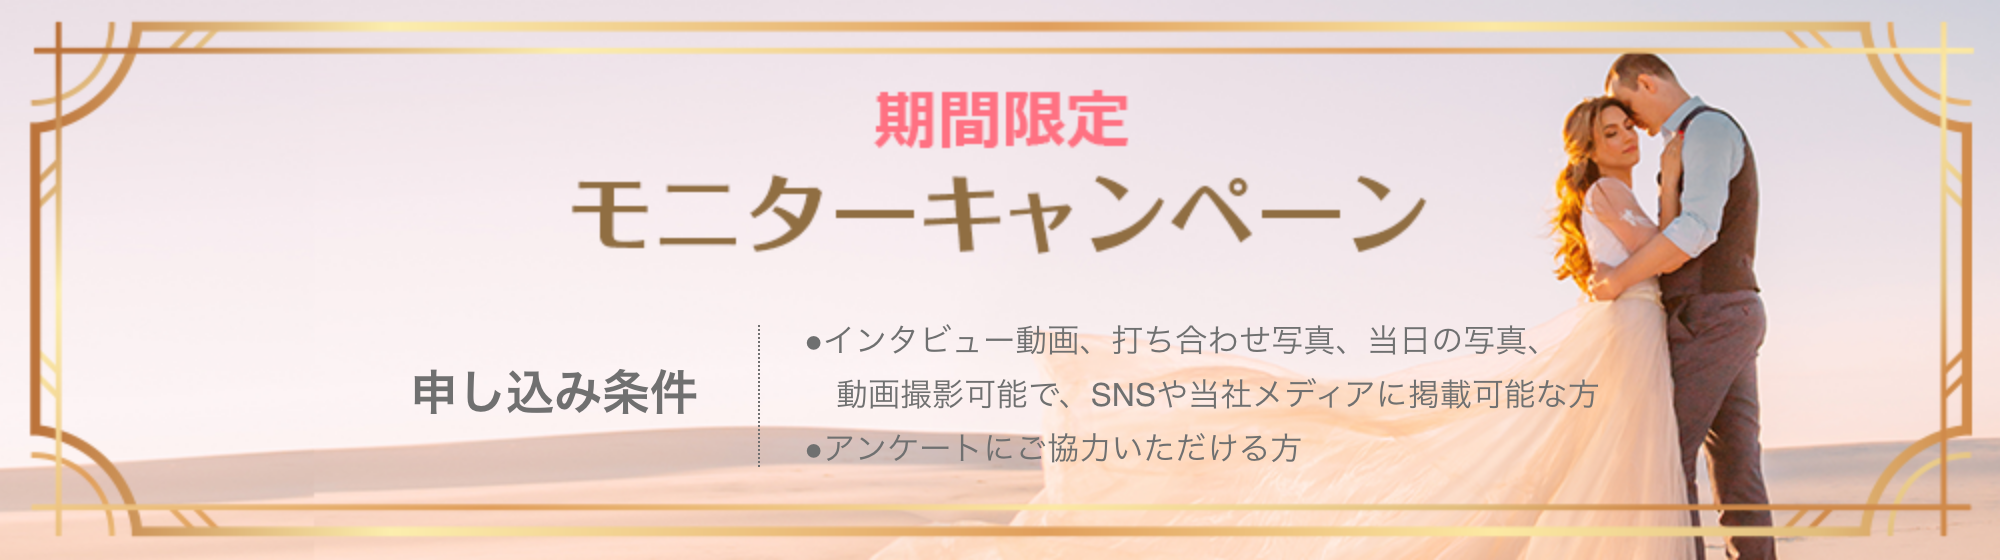 期間限定
モニターキャンペーン
申し込み条件
●インタビュー動画、打ち合わせ写真、当日の写真、
動画撮影可能で、SNSや当社メディアに掲載可能な方
●アンケートにご協力いただける方